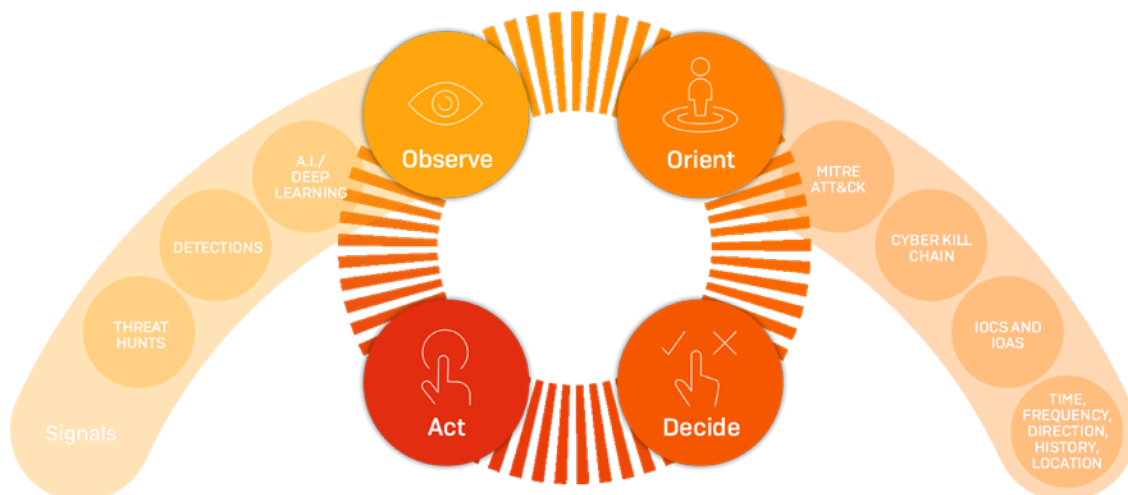 Observe
Orient
A.I./
DEEP
LEARNING
DETECTIONS
THREAT
HUNTS
Signals
MITRE
ATT&CK
CYBER KILL
CHAIN
IOCS AND
IOAS
TIME,
FREQUENCY,
DIRECTION,
HISTORY,
LOCATION
Act
Decide